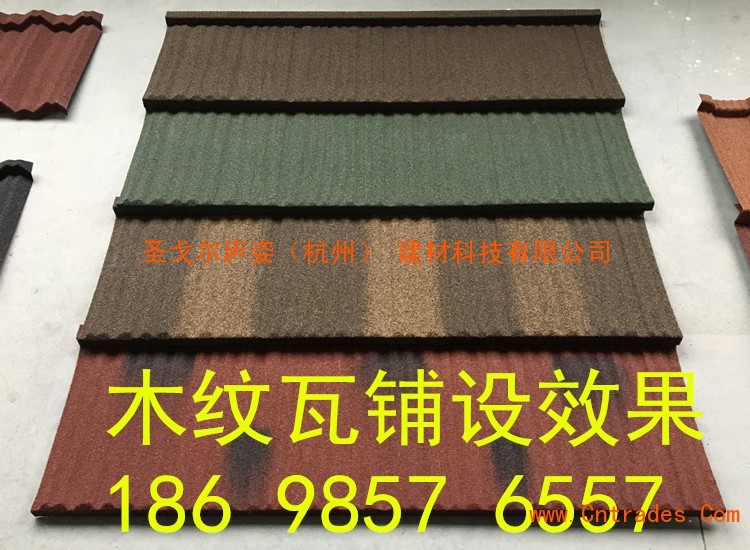 圣戈尔庐姿（杭州） 建材科技有限公司
木纹瓦铺设效果
186 9857 6557
www.Cntrades.Com